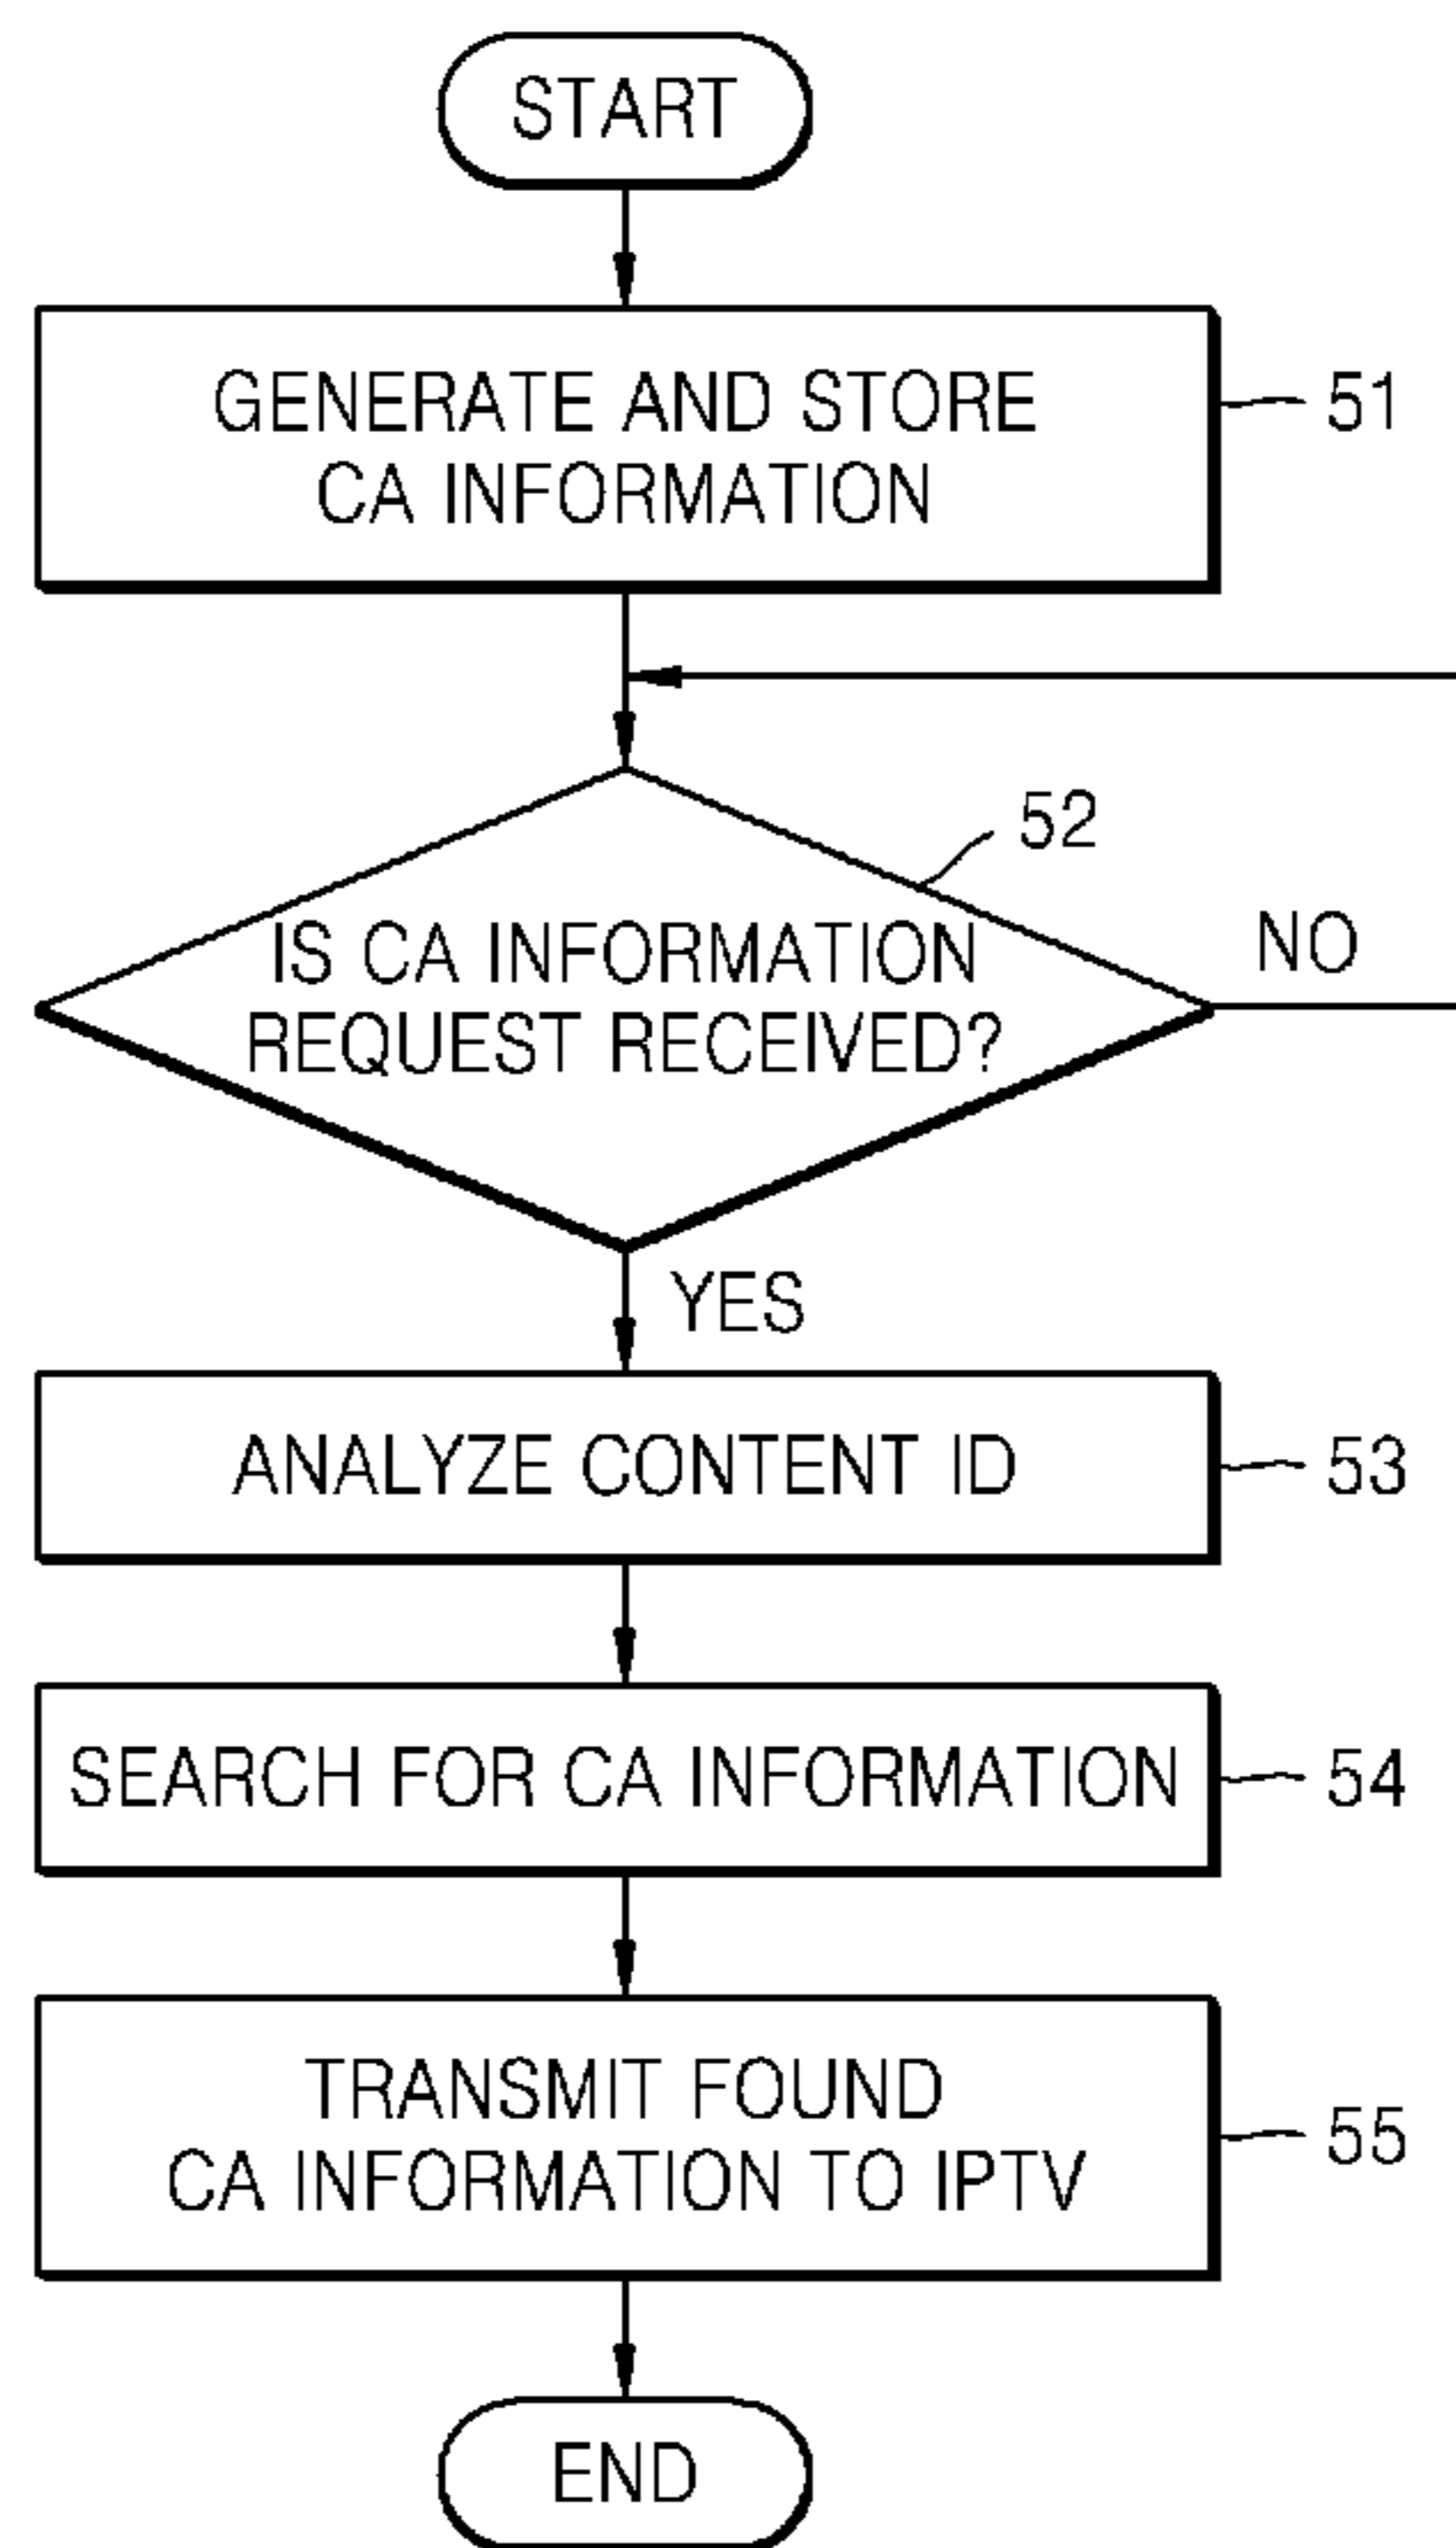 START
GENERATE AND STORE
CA INFORMATION
51
52
IS CA INFORMATION
REQUEST RECEIVED?
NO
YES
ANALYZE CONTENT ID
53
SEARCH FOR CA INFORMATION
54
TRANSMIT FOUND
CA INFORMATION TO IPTV
55
END